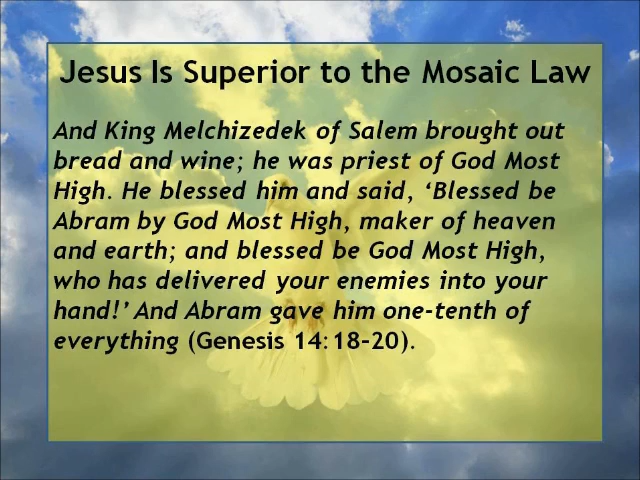 Jesus Is Superior to the Mosaic Law
And King Melchizedek of Salem brought out
bread and wine; he was priest of God Most
High. He blessed him and said, ‘Blessed be
Abram by God Most High, maker of heaven
and earth; and blessed be God Most High,
who has delivered your enemies into your
hand!’ And Abram gave him one-tenth of
everything (Genesis 14:18–20).